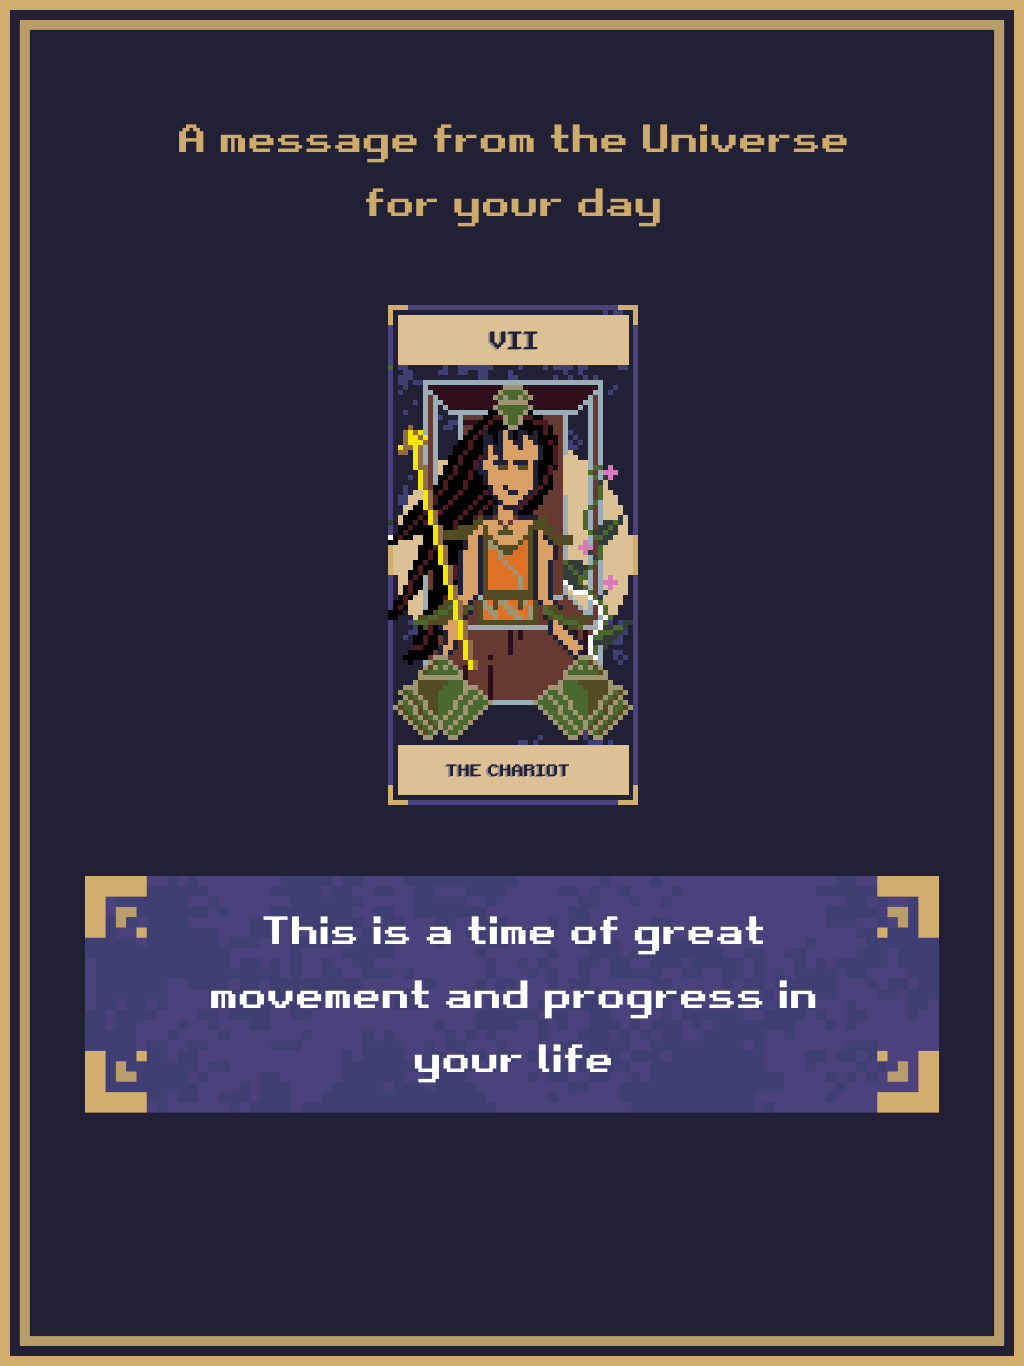 A message from the Universe
for your day
VII
THE CHARIOT
This is a time of great
movement and progress in
your life